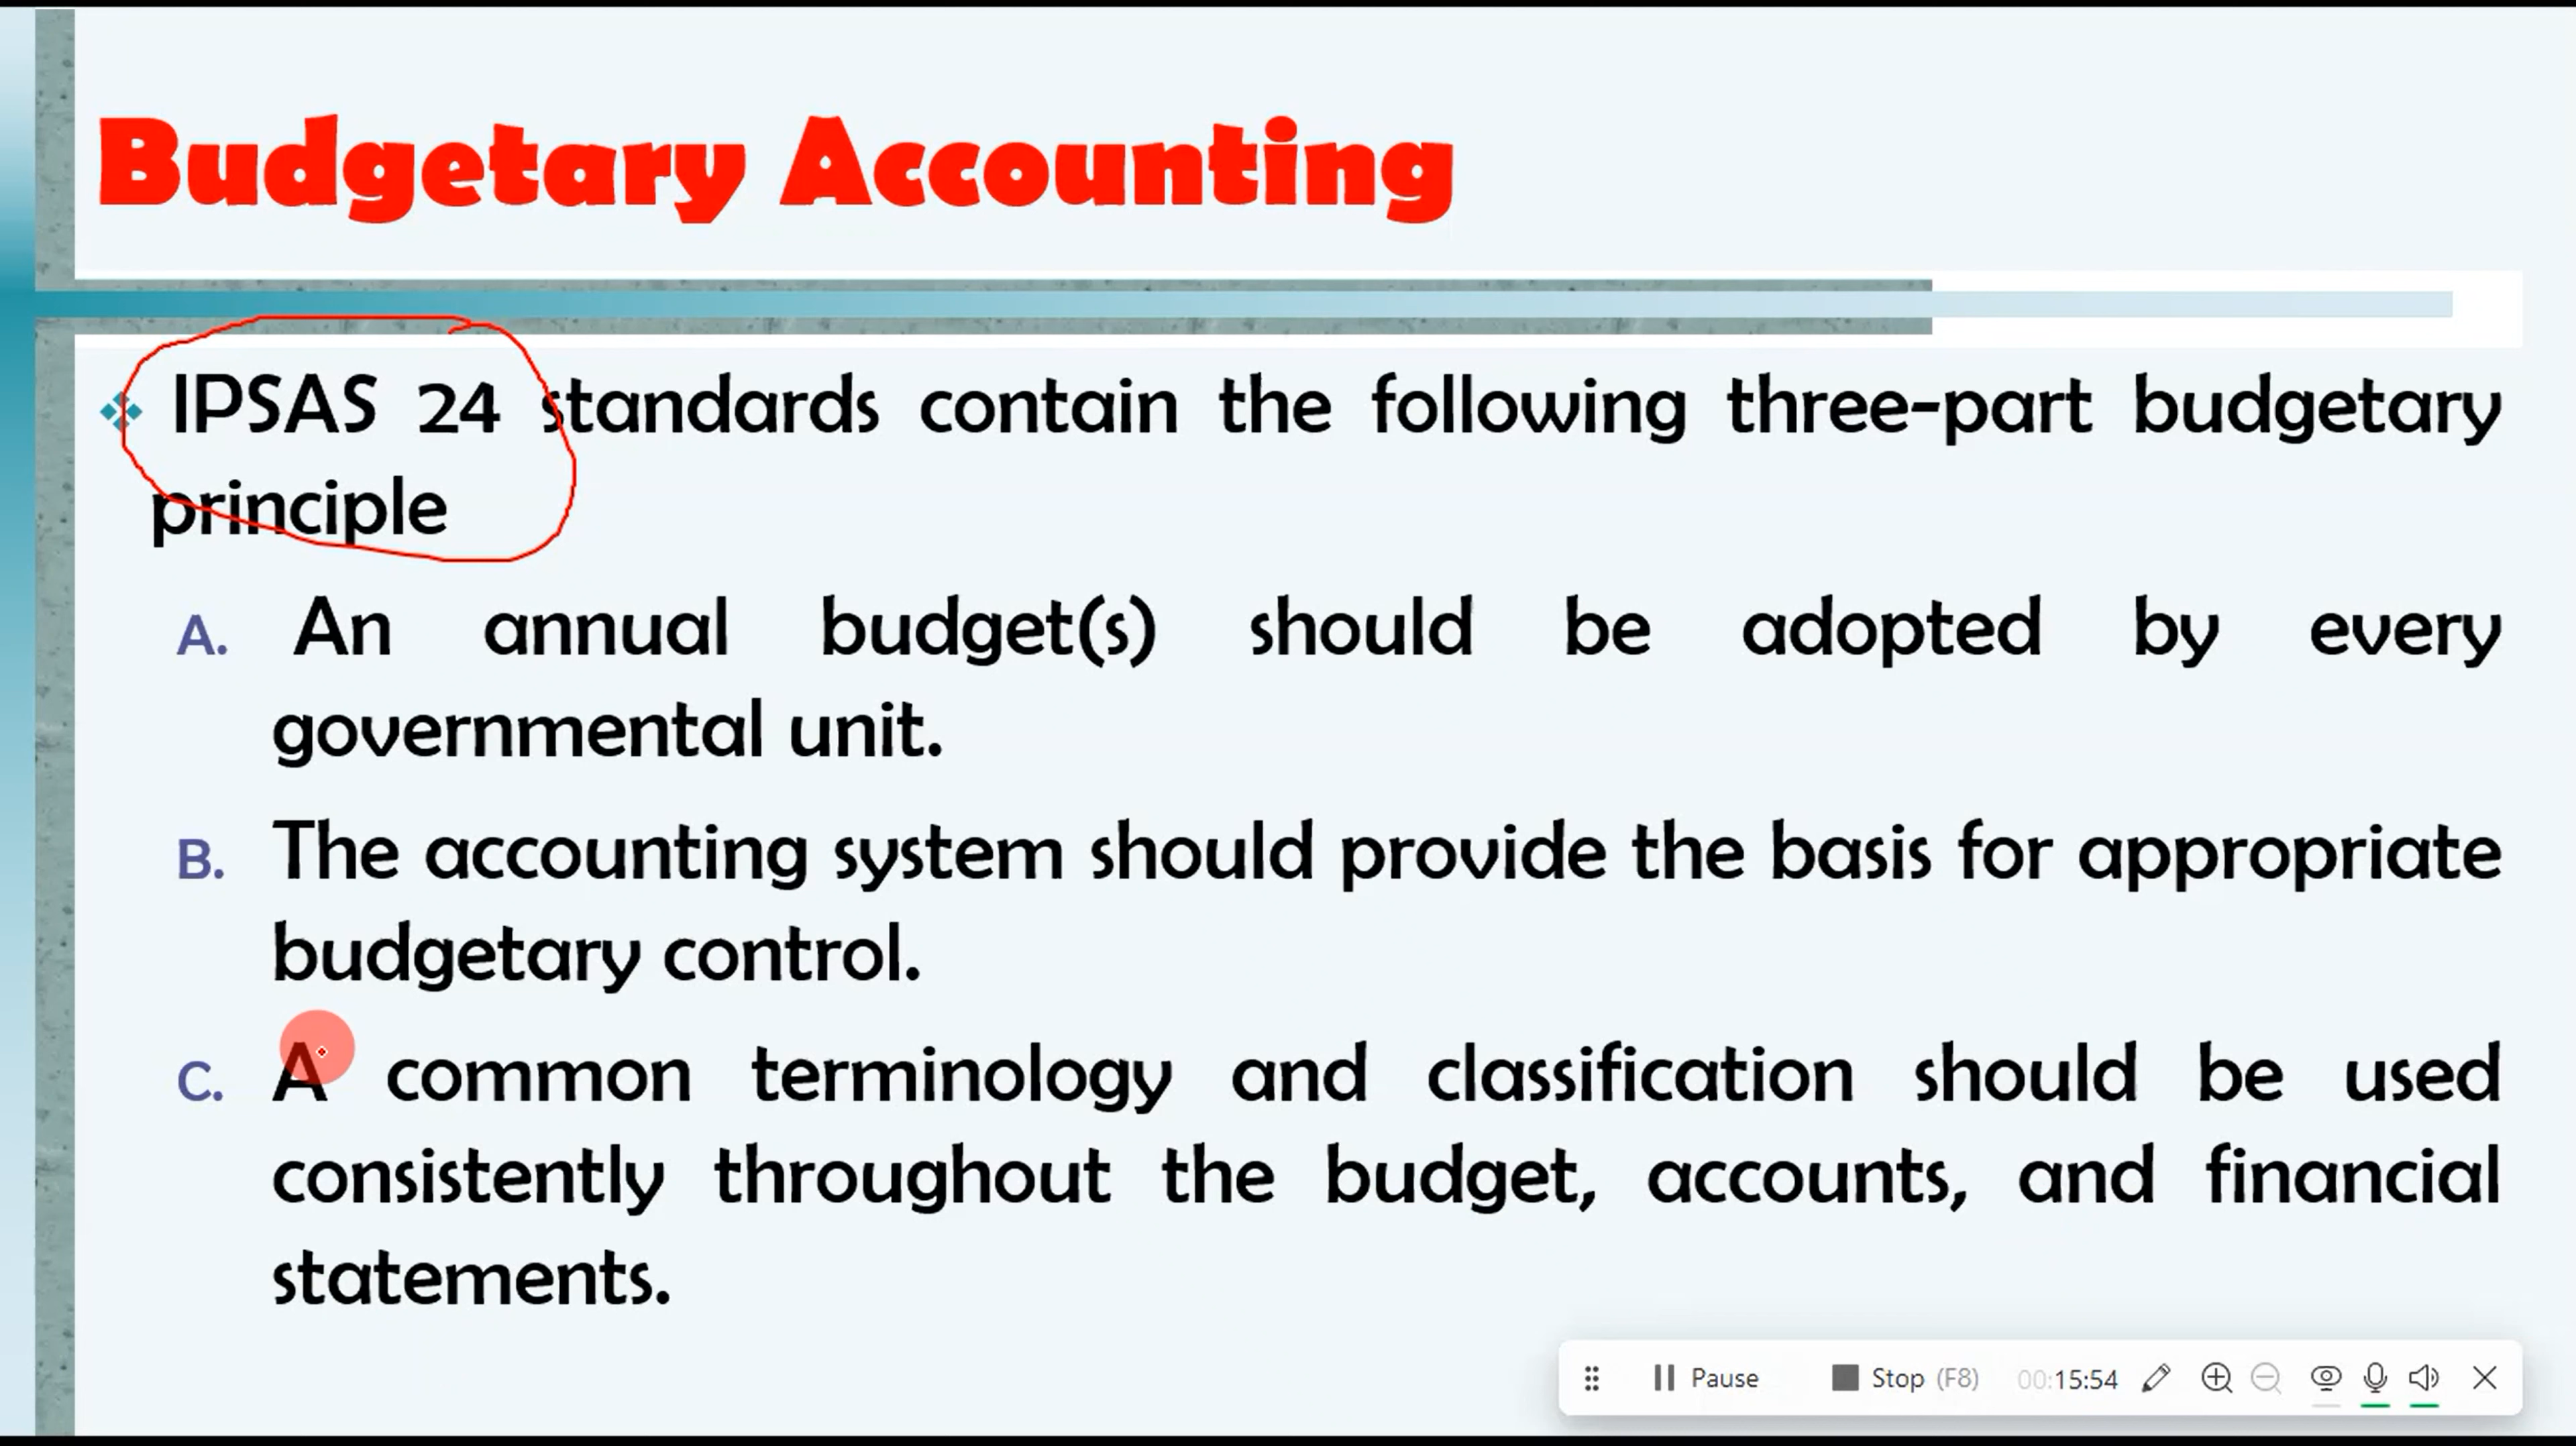 Budgetary Accounting
IPSAS 24 standards contain the following three-part budgetary
principle
A. An annual budget(s) should be adopted by every
governmental unit.
B. The accounting system should provide the basis for appropriate
budgetary control.
C. A common terminology and classification should be used
consistently throughout the budget, accounts, and financial
statements.
Pause Stop (F8) 00:15:54